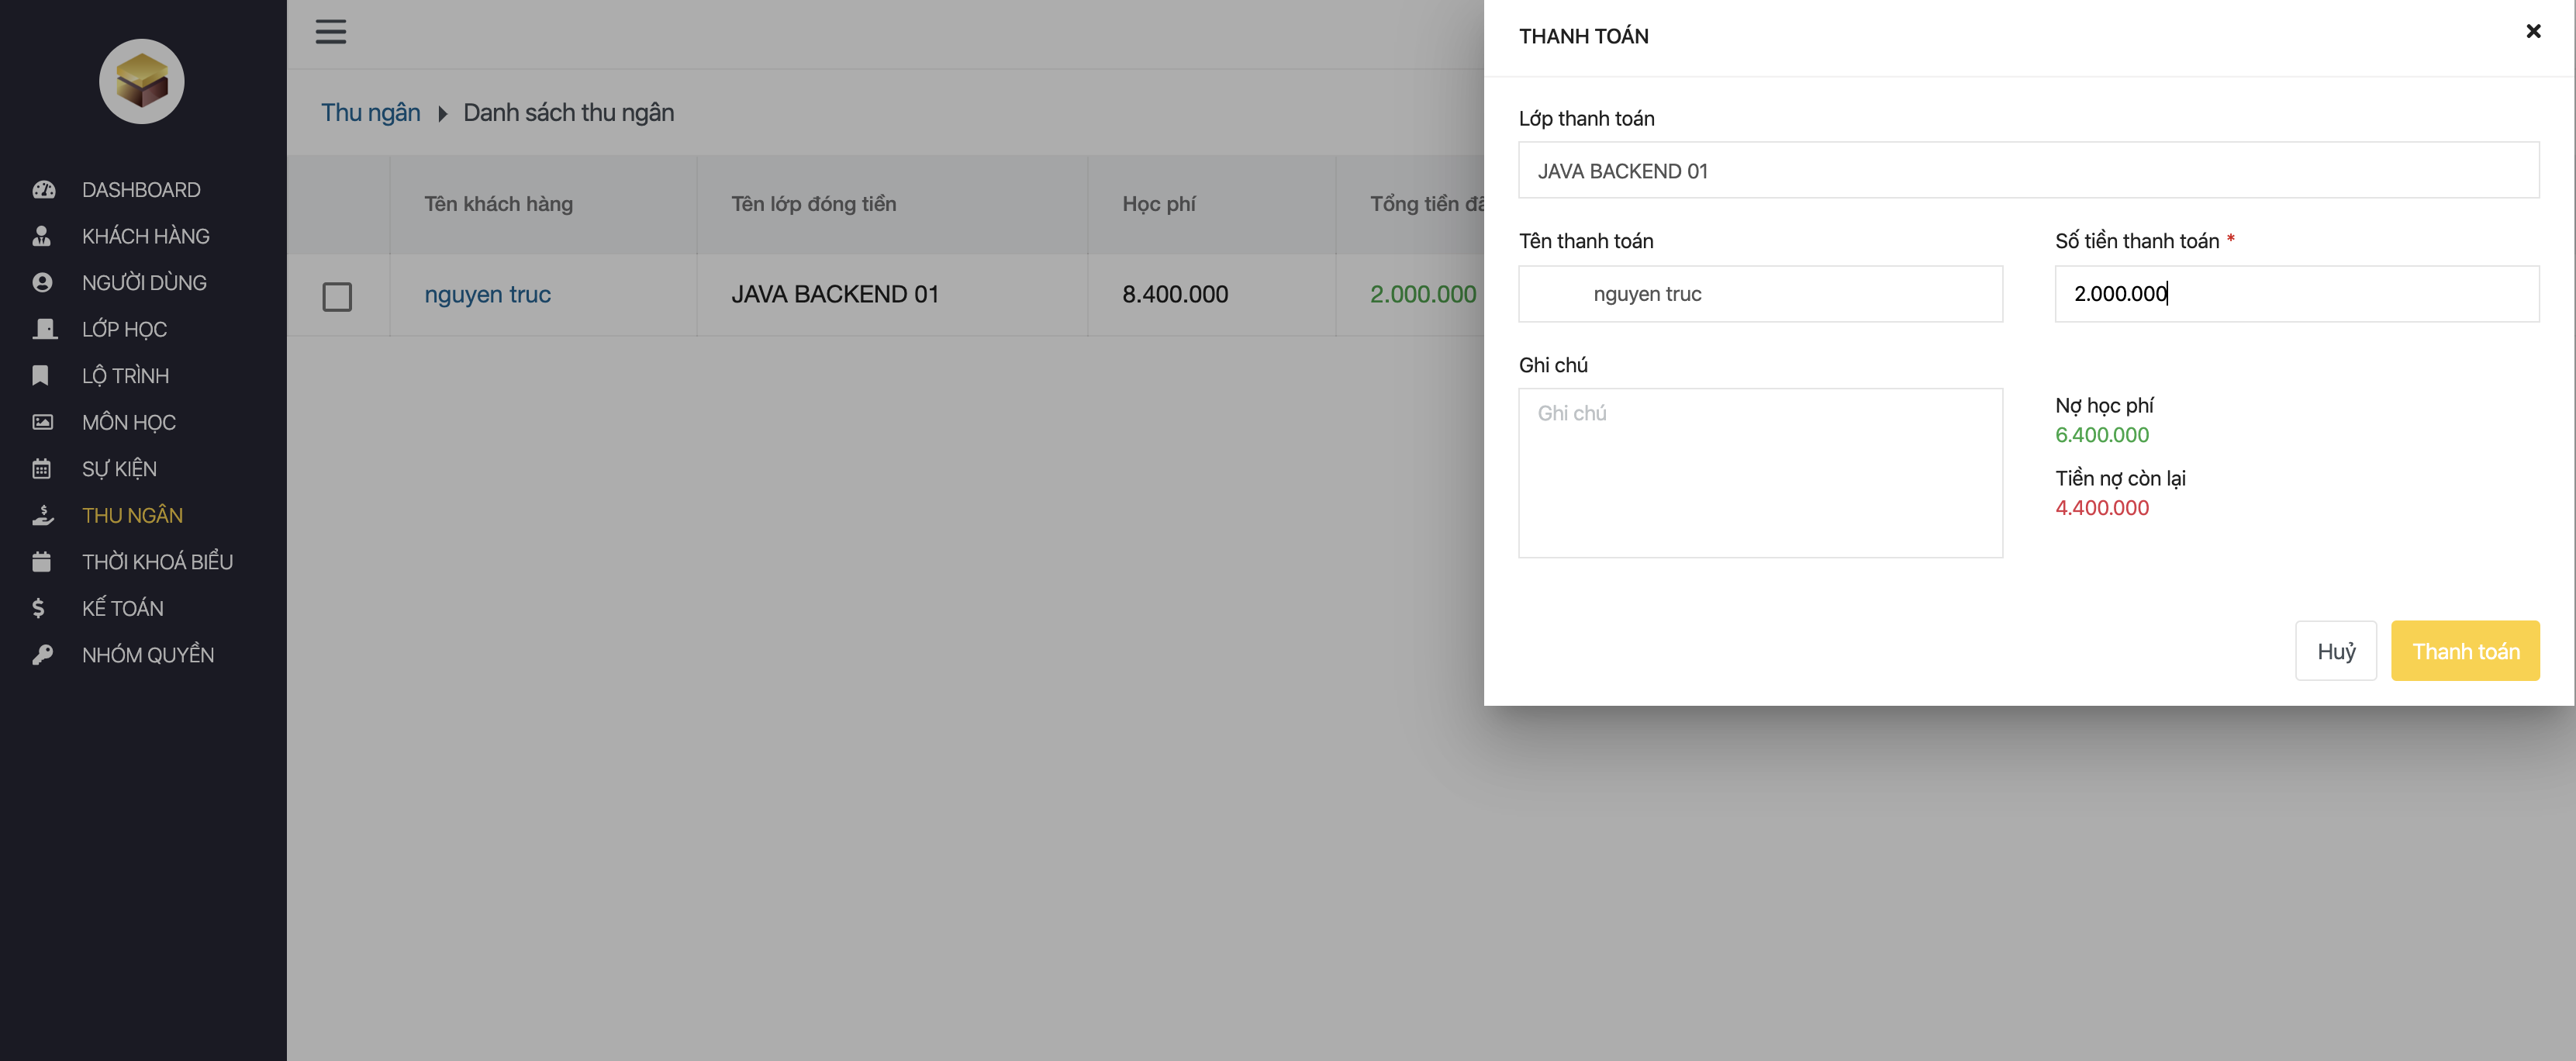 DASHBOARD
KHÁCH HÀNG
NGƯỜI DÙNG
LỚP HỌC
LỘ TRÌNH
MÔN HỌC
SỰ KIỆN
THU NGÂN
THỜI KHOÁ BIỂU
KẾ TOÁN
NHÓM QUYỀN
Thu ngân Danh sách thu ngân
Tên khách hàng Tên lớp đóng tiền Học phí Tổng tiền
nguyen truc JAVA BACKEND 01 8.400.000 2.000.000
THANH TOÁN
Lớp thanh toán
JAVA BACKEND 01
Tên thanh toán Số tiền thanh toán *
nguyen truc 2.000.000
Ghi chú
Ghi chú
Nợ học phí
6.400.000
Tiền nợ còn lại
4.400.000
Huỷ Thanh toán